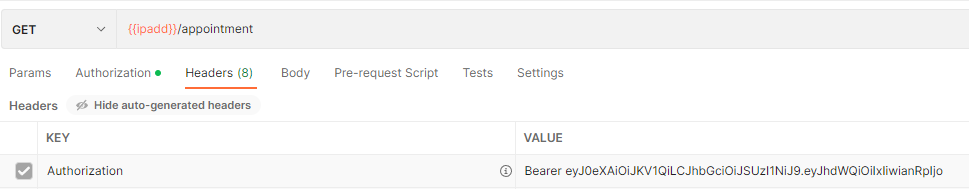 GET {{ipadd}}/appointment
Params Authorization Headers (8) Body Pre-request Script Tests Settings
Headers Hide auto-generated headers
KEY VALUE
Authorization Bearer eyJ0eXAiOiJKV1QiLCJhbGciOiJSUzI1NiJ9.eyJhdWQiOiIxIiwianRpIjo